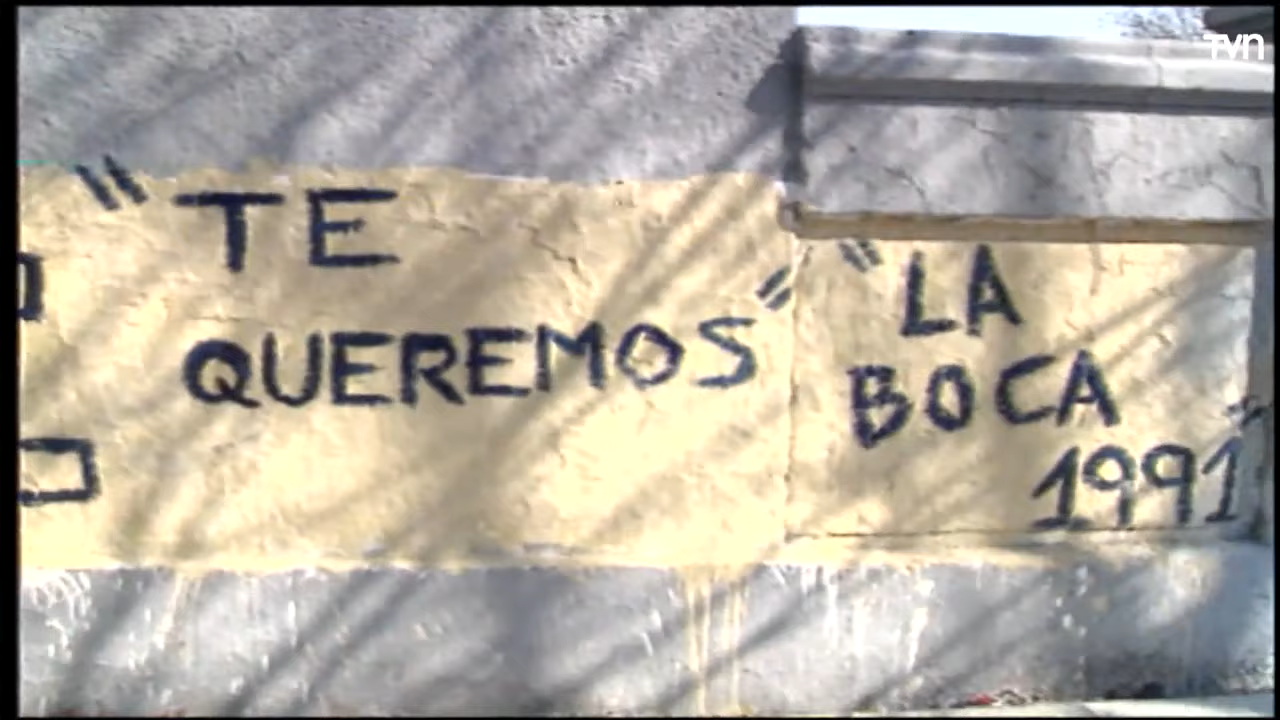 TVN
" TE
QUEREMOS "
" LA
BOCA
1991 "